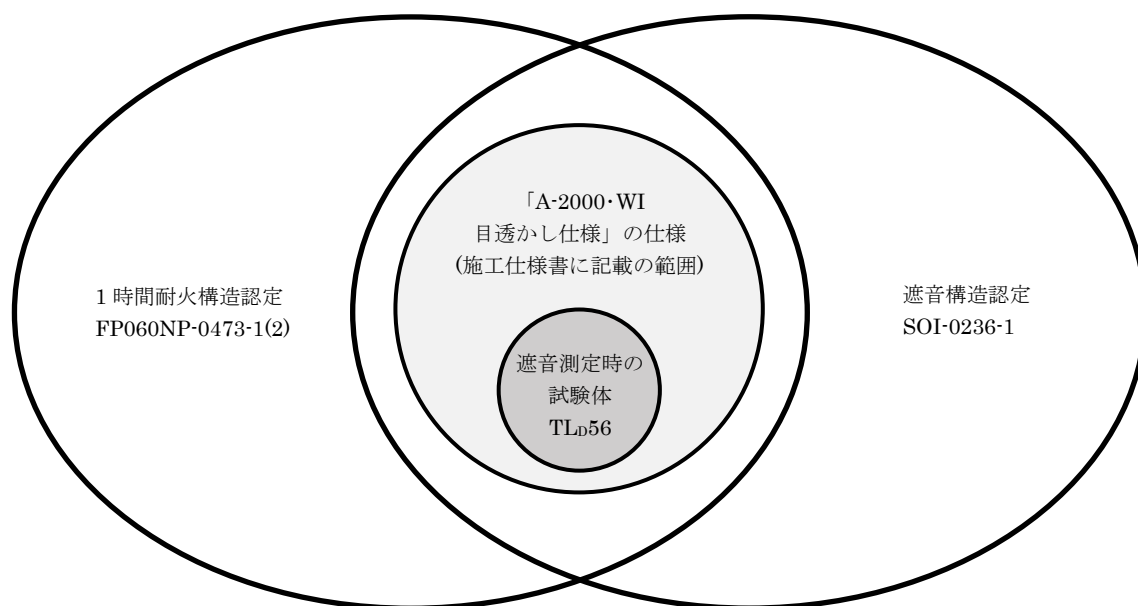 「A-2000・WI
目透かし仕様」の仕様
(施工仕様書に記載の範囲)
1 時間耐火構造認定
FP060NP-0473-1(2)
遮音構造認定
SOI-0236-1
遮音測定時の
試験体
TLD56